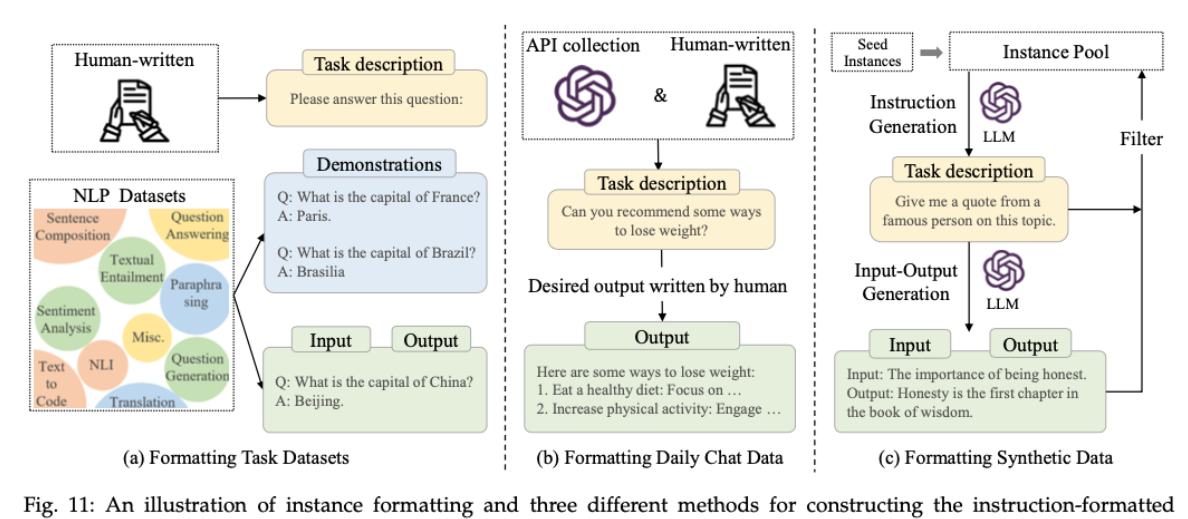 Human-written
Task description
Please answer this question:
Demonstrations
Q: What is the capital of France?
A: Paris.
Q: What is the capital of Brazil?
A: Brasilia
NLP Datasets
Sentence
Composition
Question
Answering
Textual
Entailment
Paraphra
sing
Sentiment
Analysis
Misc.
NLI
Question
Generation
Text
to
Code
Translation
Input
Output
Q: What is the capital of China?
A: Beijing.
(a) Formatting Task Datasets
API collection
Human-written
&
Task description
Can you recommend some ways
to lose weight?
Desired output written by human
Output
Here are some ways to lose weight:
1. Eat a healthy diet: Focus on …
2. Increase physical activity: Engage …
(b) Formatting Daily Chat Data
Seed
Instances
Instance Pool
Instruction
Generation
LLM
Filter
Task description
Give me a quote from a
famous person on this topic.
Input-Output
Generation
LLM
Input
Output
Input: The importance of being honest.
Output: Honesty is the first chapter in
the book of wisdom.
(c) Formatting Synthetic Data
Fig. 11: An illustration of instance formatting and three different methods for constructing the instruction-formatted